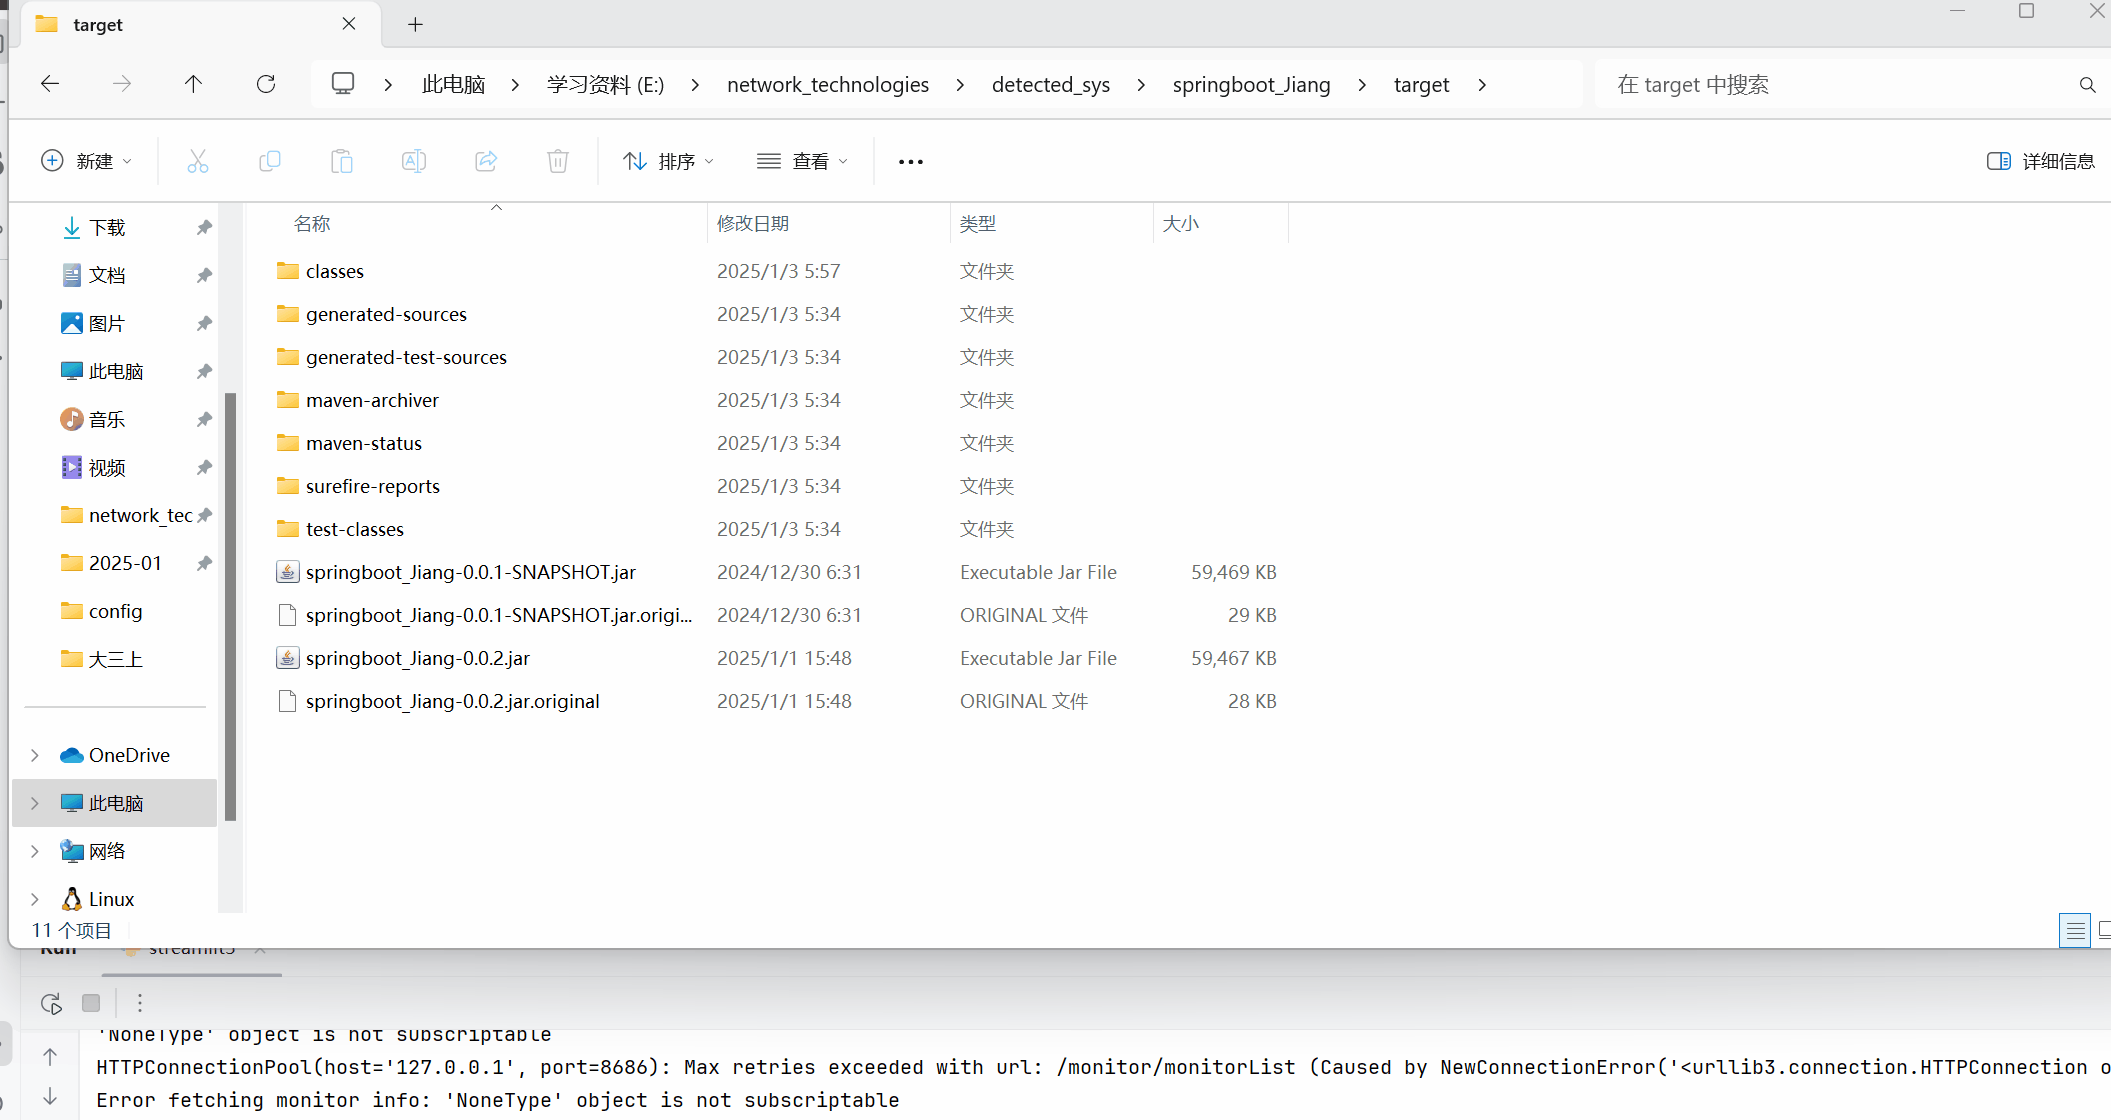 target
此电脑 学习资料 (E:) network_technologies detected_sys springboot_Jiang target
在 target 中搜索
新建 排序 查看 详细信息
名称 修改日期 类型 大小
下载
文档
图片
此电脑
音乐
视频
network_tec
2025-01
config
大三上
OneDrive
此电脑
网络
Linux
classes 2025/1/3 5:57 文件夹
generated-sources 2025/1/3 5:34 文件夹
generated-test-sources 2025/1/3 5:34 文件夹
maven-archiver 2025/1/3 5:34 文件夹
maven-status 2025/1/3 5:34 文件夹
surefire-reports 2025/1/3 5:34 文件夹
test-classes 2025/1/3 5:34 文件夹
springboot_Jiang-0.0.1-SNAPSHOT.jar 2024/12/30 6:31 Executable Jar File 59,469 KB
springboot_Jiang-0.0.1-SNAPSHOT.jar.origi... 2024/12/30 6:31 ORIGINAL 文件 29 KB
springboot_Jiang-0.0.2.jar 2025/1/1 15:48 Executable Jar File 59,467 KB
springboot_Jiang-0.0.2.jar.original 2025/1/1 15:48 ORIGINAL 文件 28 KB
11 个项目
Run
'NoneType' object is not subscriptable
HTTPConnectionPool(host='127.0.0.1', port=8686): Max retries exceeded with url: /monitor/monitorList (Caused by NewConnectionError('<urllib3.connection.HTTPConnection o
Error fetching monitor info: 'NoneType' object is not subscriptable